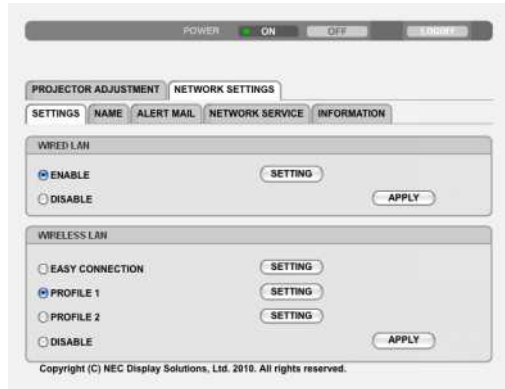 POWER ON OFF LOGOFF
PROJECTOR ADJUSTMENT NETWORK SETTINGS
SETTINGS NAME ALERT MAIL NETWORK SERVICE INFORMATION
WIRED LAN
ENABLE SETTING
DISABLE APPLY
WIRELESS LAN
EASY CONNECTION SETTING
PROFILE 1 SETTING
PROFILE 2 SETTING
DISABLE APPLY
Copyright (C) NEC Display Solutions, Ltd. 2010. All rights reserved.